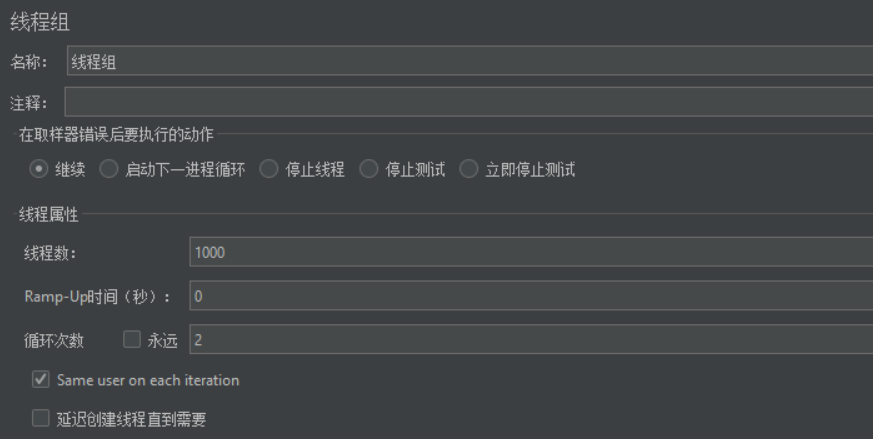 线程组
名称： 线程组
注释：
在取样器错误后要执行的动作
继续 启动下一进程循环 停止线程 停止测试 立即停止测试
线程属性
线程数： 1000
Ramp-Up时间（秒）： 0
循环次数 永远 2
Same user on each iteration
延迟创建线程直到需要